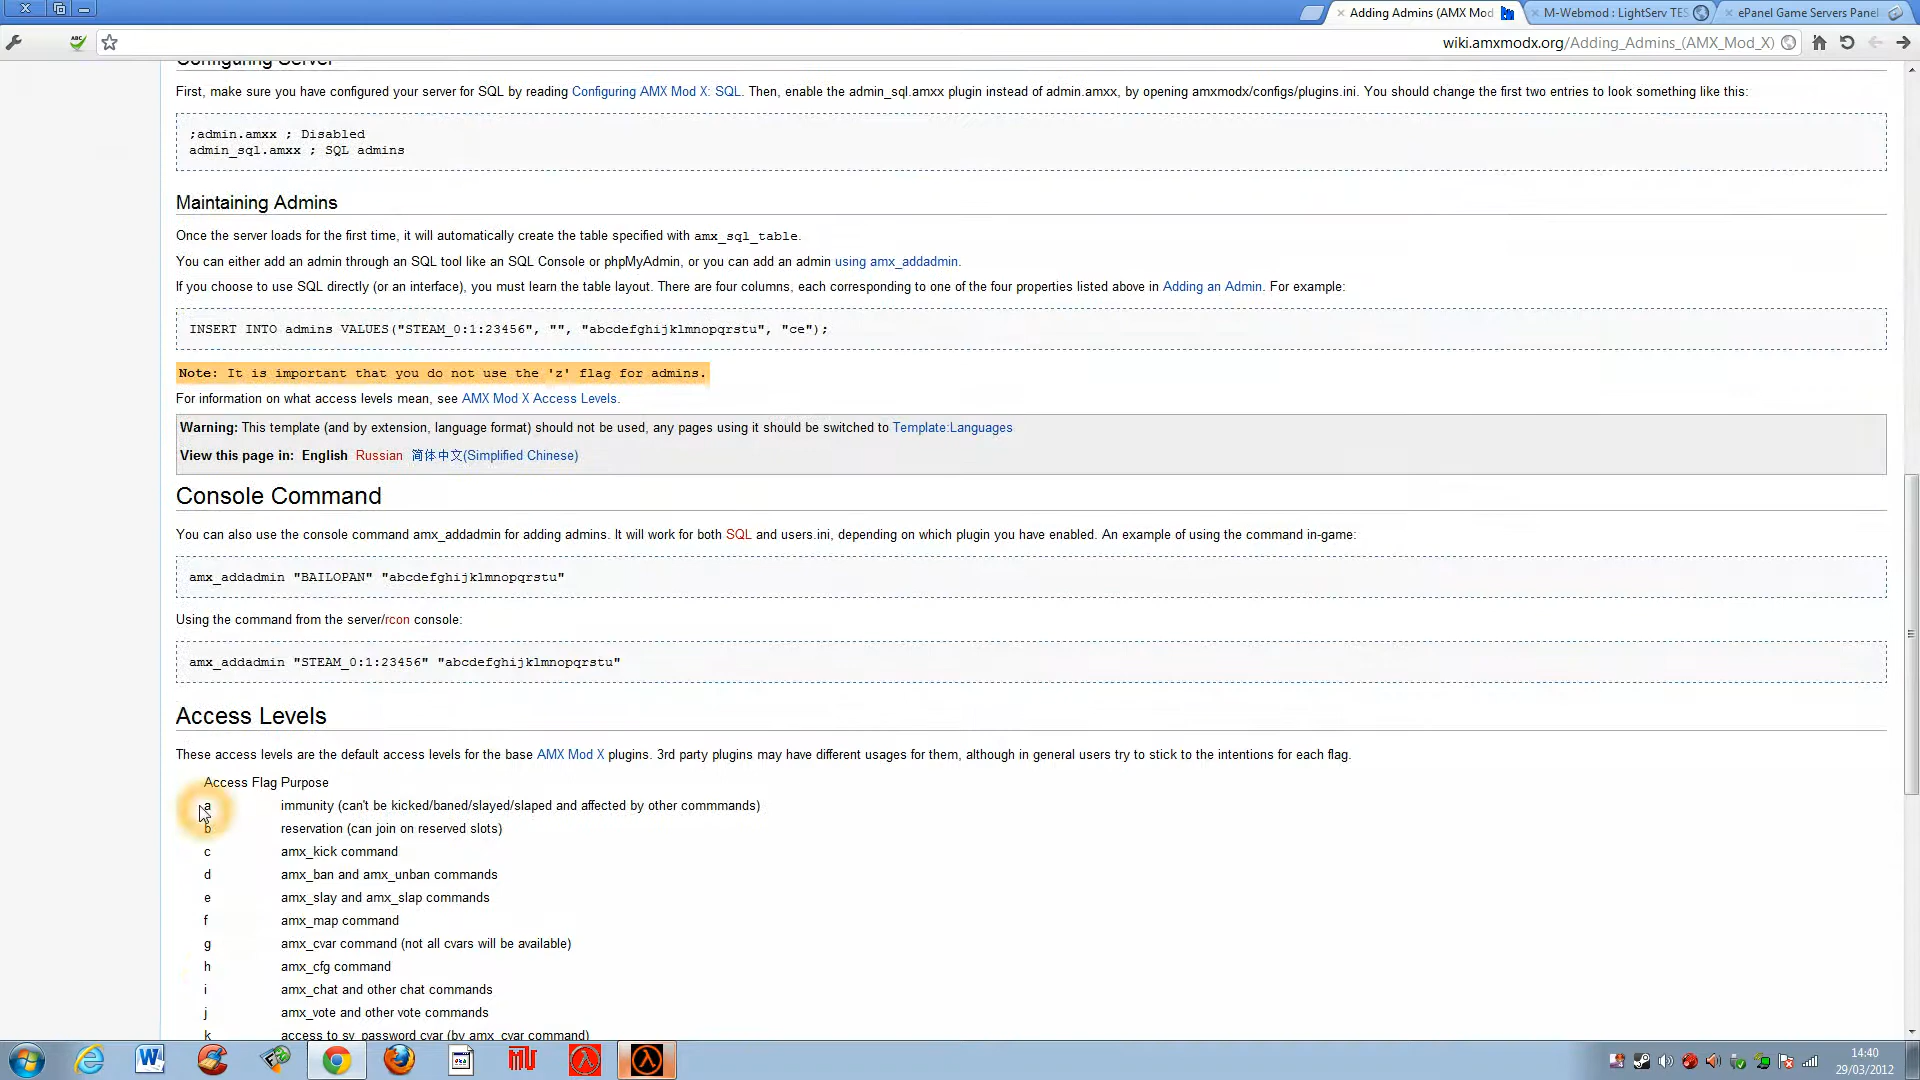 Adding Admins (AMX Mod
M-Webmod : LightServ TES
ePanel Game Servers Panel
wiki.amxmodx.org/Adding_Admins_(AMX_Mod_X)
Configuring Server
First, make sure you have configured your server for SQL by reading Configuring AMX Mod X: SQL. Then, enable the admin_sql.amxx plugin instead of admin.amxx, by opening amxmodx/configs/plugins.ini. You should change the first two entries to look something like this:
;admin.amxx ; Disabled
admin_sql.amxx ; SQL admins
Maintaining Admins
Once the server loads for the first time, it will automatically create the table specified with amx_sql_table.
You can either add an admin through an SQL tool like an SQL Console or phpMyAdmin, or you can add an admin using amx_addadmin.
If you choose to use SQL directly (or an interface), you must learn the table layout. There are four columns, each corresponding to one of the four properties listed above in Adding an Admin. For example:
INSERT INTO admins VALUES("STEAM_0:1:23456", "", "abcdefghijklmnopqrstu", "ce");
Note: It is important that you do not use the 'z' flag for admins.
For information on what access levels mean, see AMX Mod X Access Levels.
Warning: This template (and by extension, language format) should not be used, any pages using it should be switched to Template:Languages
View this page in: English Russian 简体中文(Simplified Chinese)
Console Command
You can also use the console command amx_addadmin for adding admins. It will work for both SQL and users.ini, depending on which plugin you have enabled. An example of using the command in-game:
amx_addadmin "BAILOPAN" "abcdefghijklmnopqrstu"
Using the command from the server/rcon console:
amx_addadmin "STEAM_0:1:23456" "abcdefghijklmnopqrstu"
Access Levels
These access levels are the default access levels for the base AMX Mod X plugins. 3rd party plugins may have different usages for them, although in general users try to stick to the intentions for each flag.
Access Flag Purpose
a immunity (can't be kicked/baned/slayed/slaped and affected by other commmands)
b reservation (can join on reserved slots)
c amx_kick command
d amx_ban and amx_unban commands
e amx_slay and amx_slap commands
f amx_map command
g amx_cvar command (not all cvars will be available)
h amx_cfg command
i amx_chat and other chat commands
j amx_vote and other vote commands
k access to sv_password cvar (by amx_cvar command)
14:40
29/03/2012